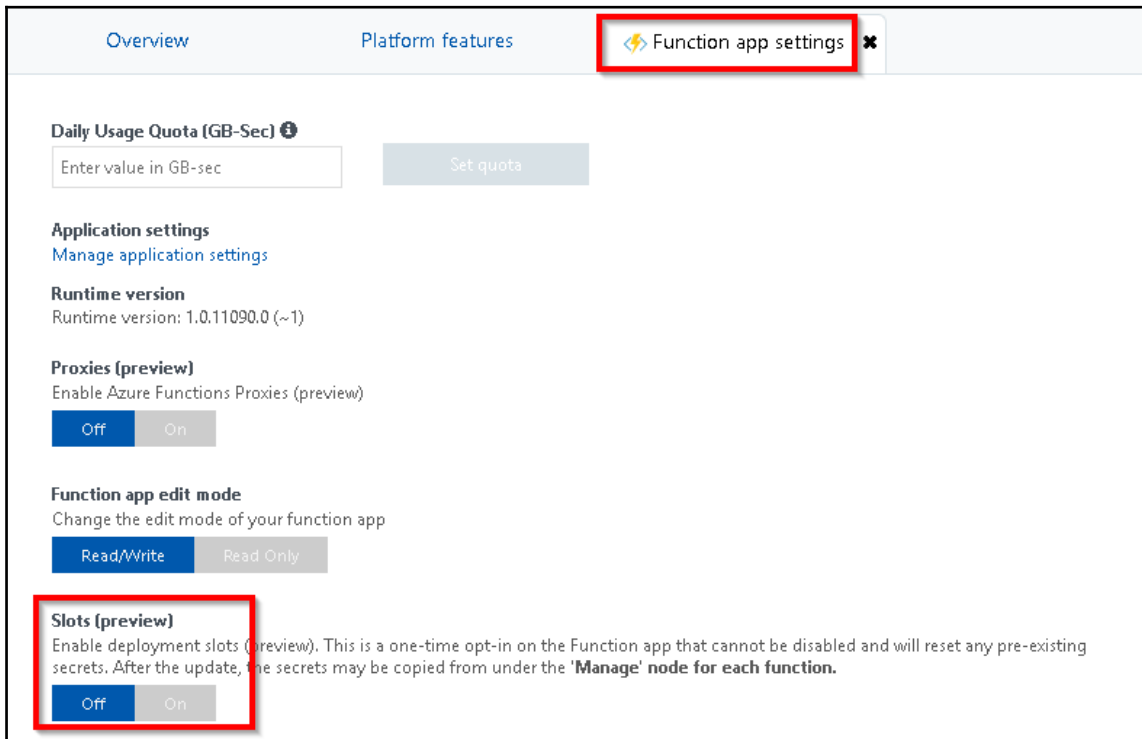 Overview Platform features Function app settings ✖
Daily Usage Quota (GB-Sec)
Enter value in GB-sec Set quota
Application settings
Manage application settings
Runtime version
Runtime version: 1.0.11090.0 (~1)
Proxies (preview)
Enable Azure Functions Proxies (preview)
Off On
Function app edit mode
Change the edit mode of your function app
Read/Write Read Only
Slots (preview)
Enable deployment slots (preview). This is a one-time opt-in on the Function app that cannot be disabled and will reset any pre-existing
secrets. After the update, the secrets may be copied from under the 'Manage' node for each function.
Off On